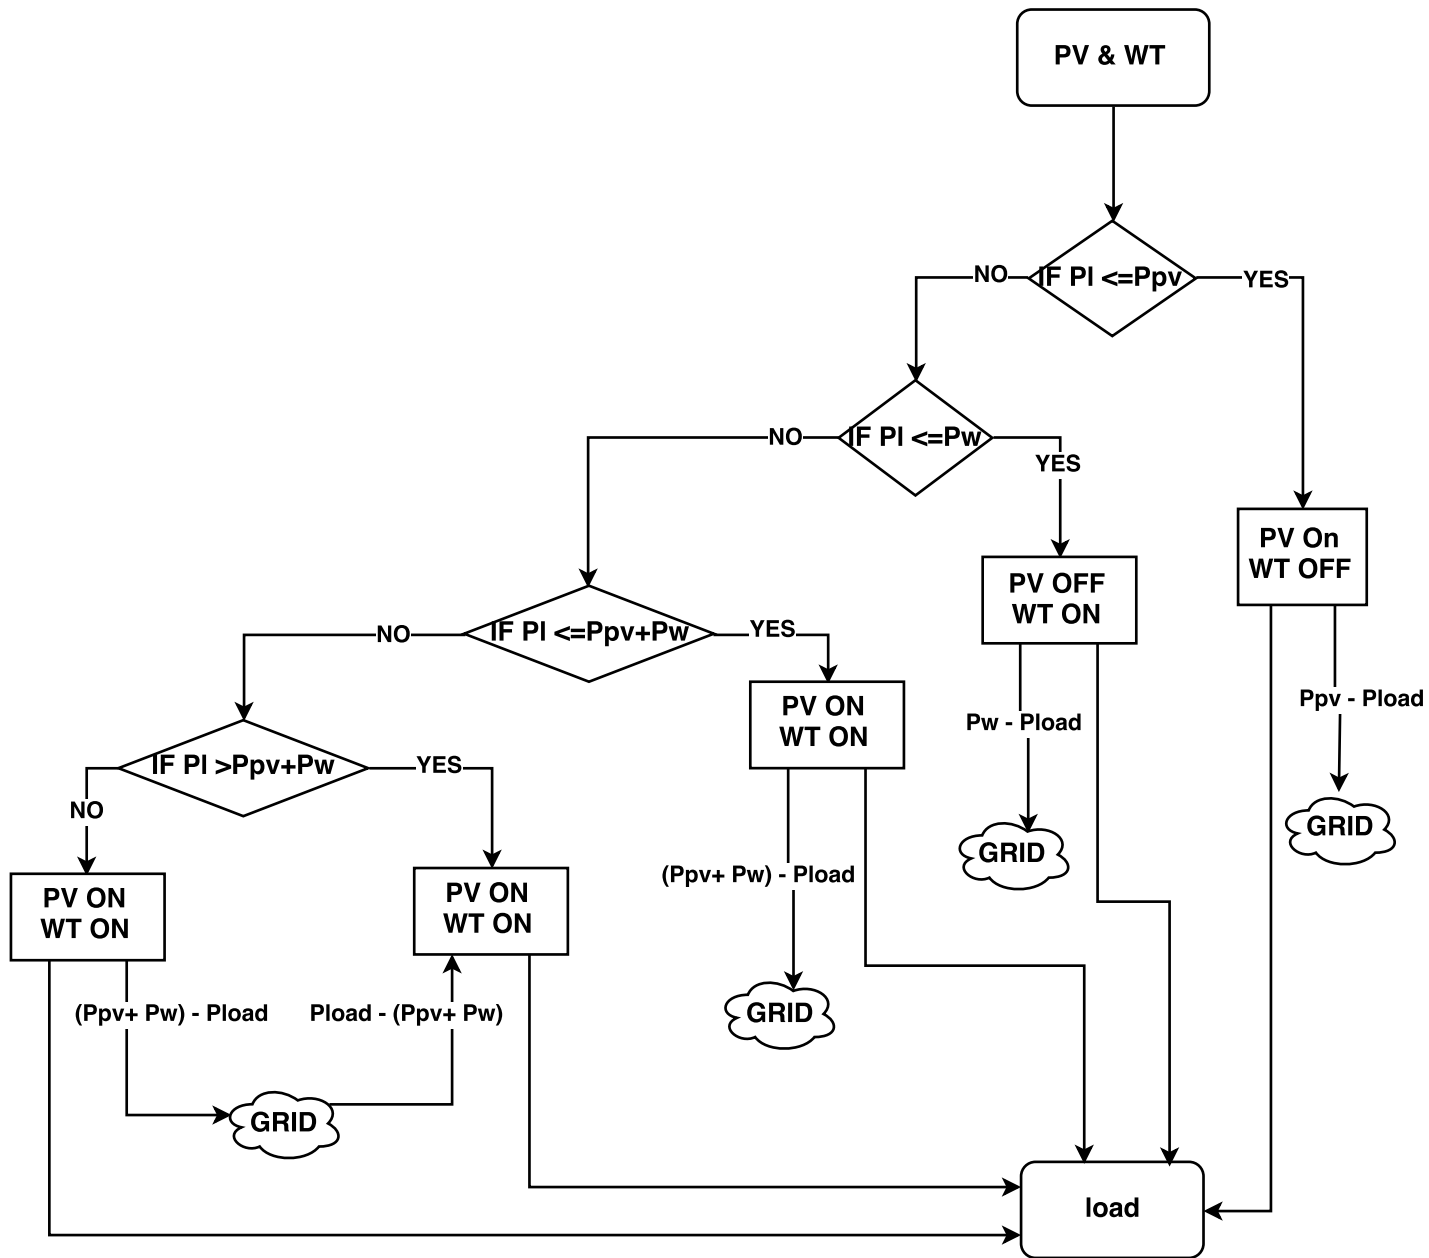 PV & WT
IF Pl <=Ppv
NO
YES
IF Pl <=Pw
NO
YES
PV On
WT OFF
PV OFF
WT ON
IF Pl <=Ppv+Pw
NO
YES
Ppv - Pload
PV ON
WT ON
Pw - Pload
IF Pl >Ppv+Pw
NO
YES
GRID
GRID
(Ppv+ Pw) - Pload
PV ON
WT ON
PV ON
WT ON
(Ppv+ Pw) - Pload
Pload - (Ppv+ Pw)
GRID
GRID
load